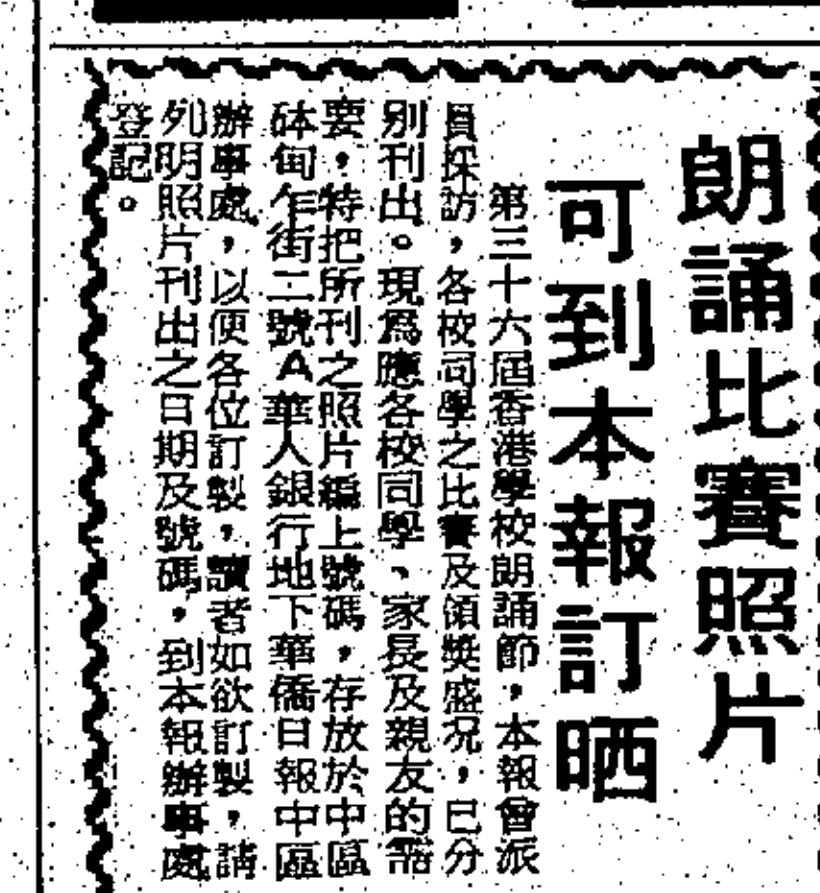 朗誦比賽照片
可到本報訂晒
第三十六屆香港學校朗誦節，本報會派
員採訪，各校同學之比賽及領獎盛况，已分
別刊出。現爲應各校同學、家長及親友的需
要，特把所刊之照片編上號碼，存放於中區
砵甸乍街二號A華人銀行地下華僑日報中區
辦事處，以便各位訂製，讀者如欲訂製，請
列明照片刊出之日期及號碼，到本報辦事處
登記。